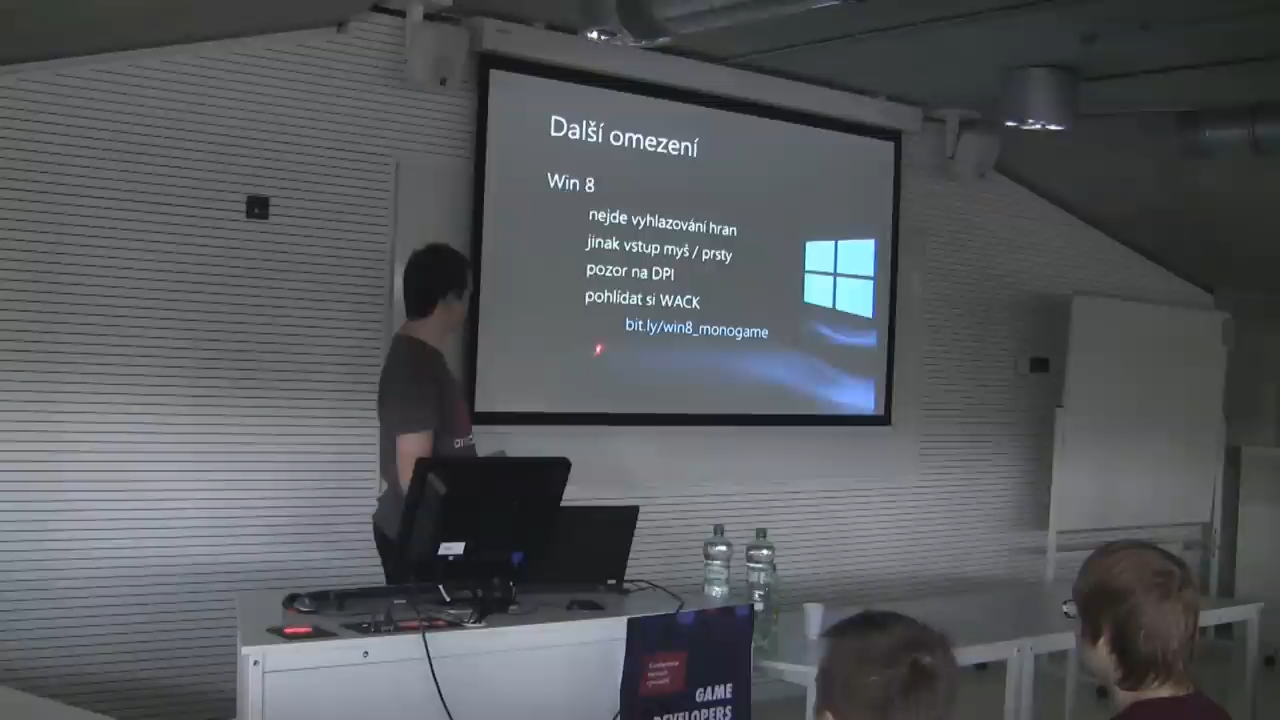 Další omezení
Win 8
nejde vyhlazování hran
jinak vstup myš / prsty
pozor na DPI
pohlídat si WACK
bit.ly/win8_monogame
GAME
DEVELOPERS